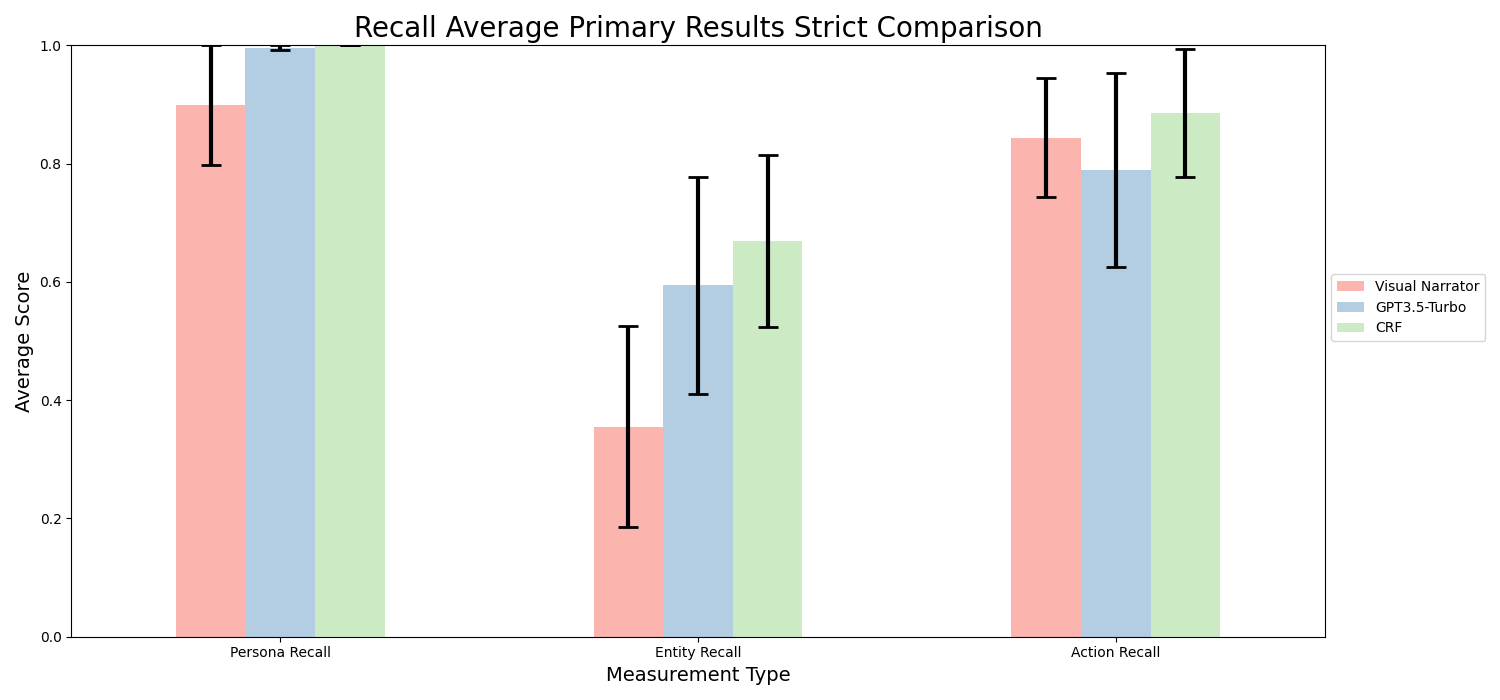 Recall Average Primary Results Strict Comparison
Average Score
1.0
0.8
0.6
0.4
0.2
0.0
Persona Recall
Entity Recall
Action Recall
Measurement Type
Visual Narrator
GPT3.5-Turbo
CRF